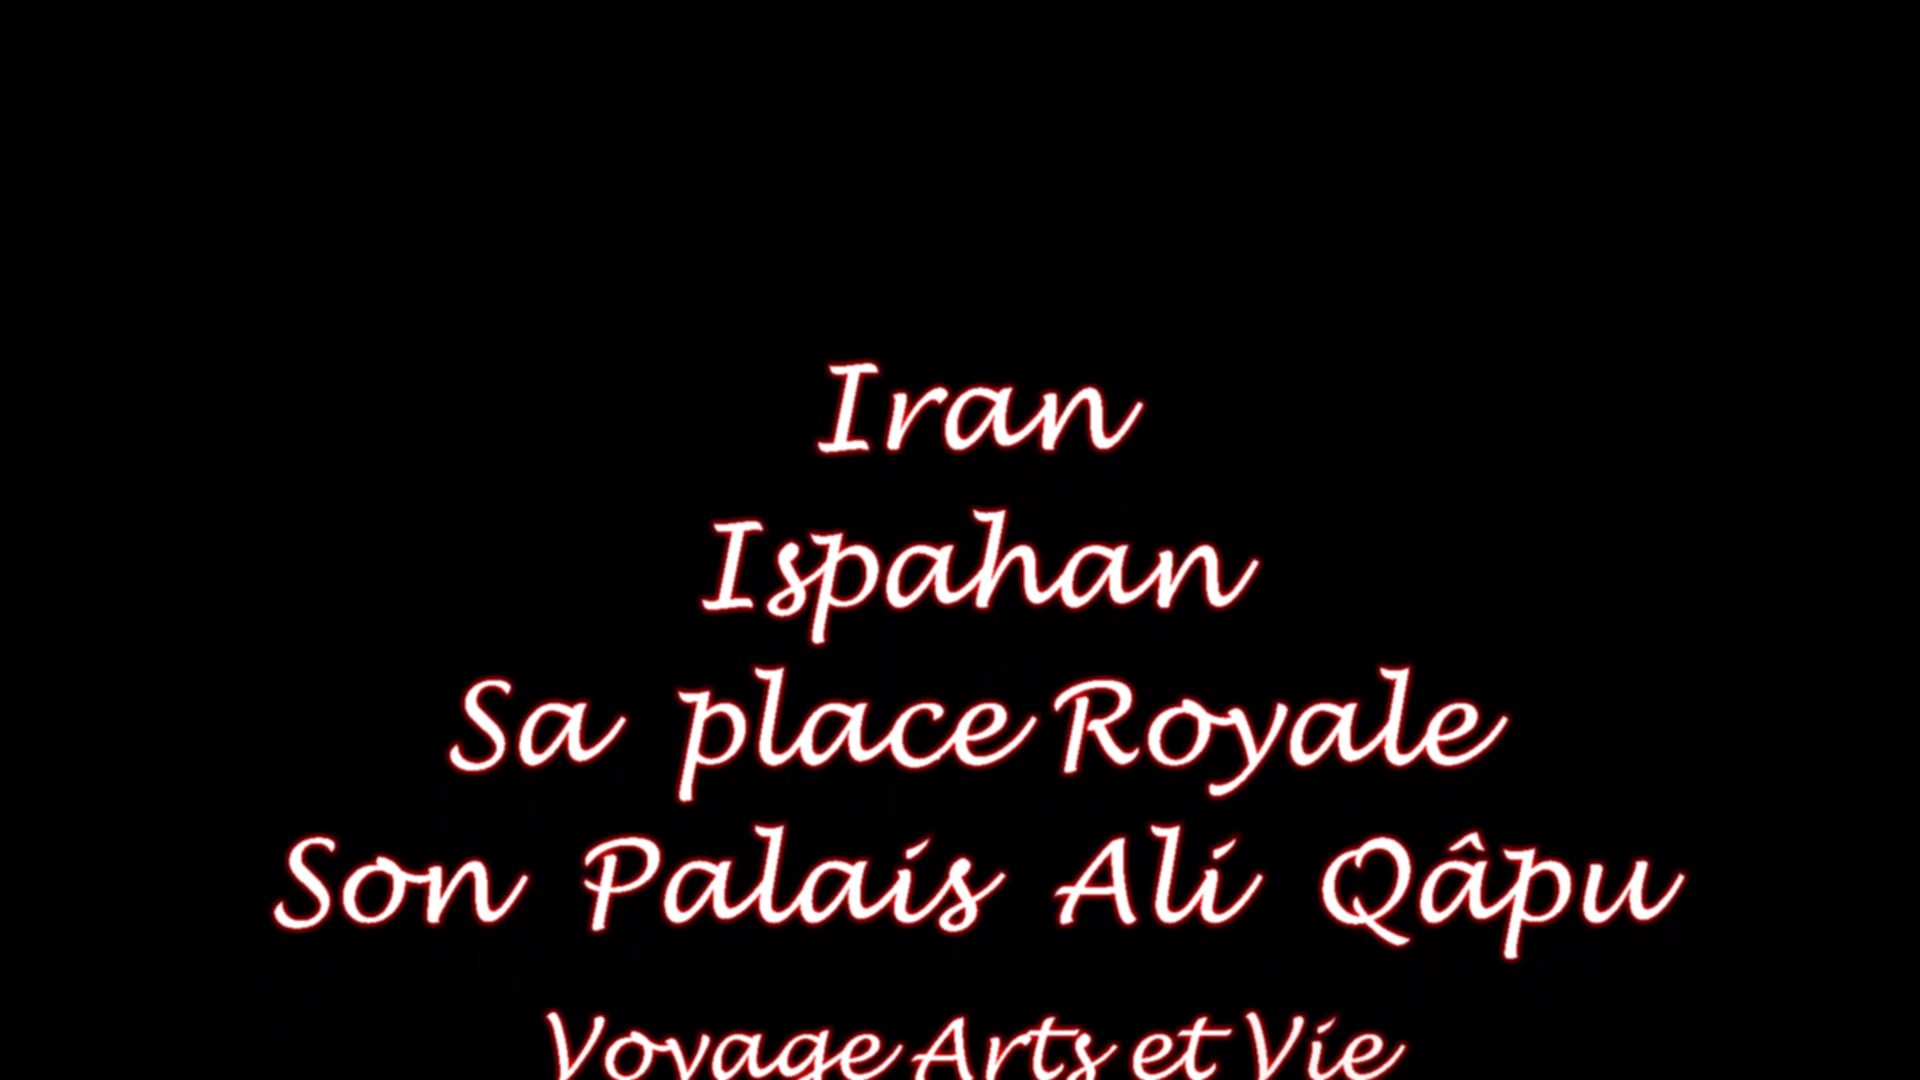 Iran
Ispahan
Sa place Royale
Son Palais Ali Qâpu
Voyage Arts et Vie